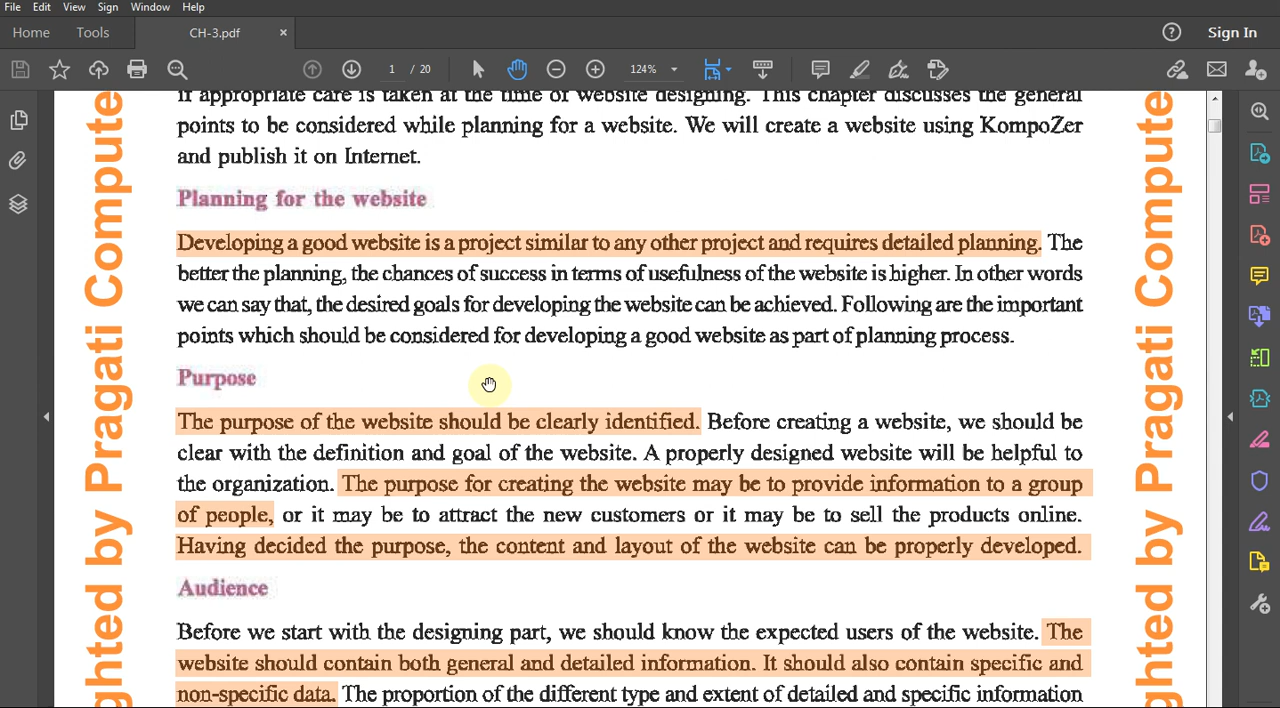 File Edit View Sign Window Help
Home Tools CH-3.pdf × ? Sign In
1 / 20 124%
if appropriate care is taken at the time of website designing. This chapter discusses the general
points to be considered while planning for a website. We will create a website using KompoZer
and publish it on Internet.
Planning for the website
Developing a good website is a project similar to any other project and requires detailed planning. The
better the planning, the chances of success in terms of usefulness of the website is higher. In other words
we can say that, the desired goals for developing the website can be achieved. Following are the important
points which should be considered for developing a good website as part of planning process.
Purpose
The purpose of the website should be clearly identified. Before creating a website, we should be
clear with the definition and goal of the website. A properly designed website will be helpful to
the organization. The purpose for creating the website may be to provide information to a group
of people, or it may be to attract the new customers or it may be to sell the products online.
Having decided the purpose, the content and layout of the website can be properly developed.
Audience
Before we start with the designing part, we should know the expected users of the website. The
website should contain both general and detailed information. It should also contain specific and
non-specific data. The proportion of the different type and extent of detailed and specific information
ghted by Pragati Compute
ghted by Pragati Compute